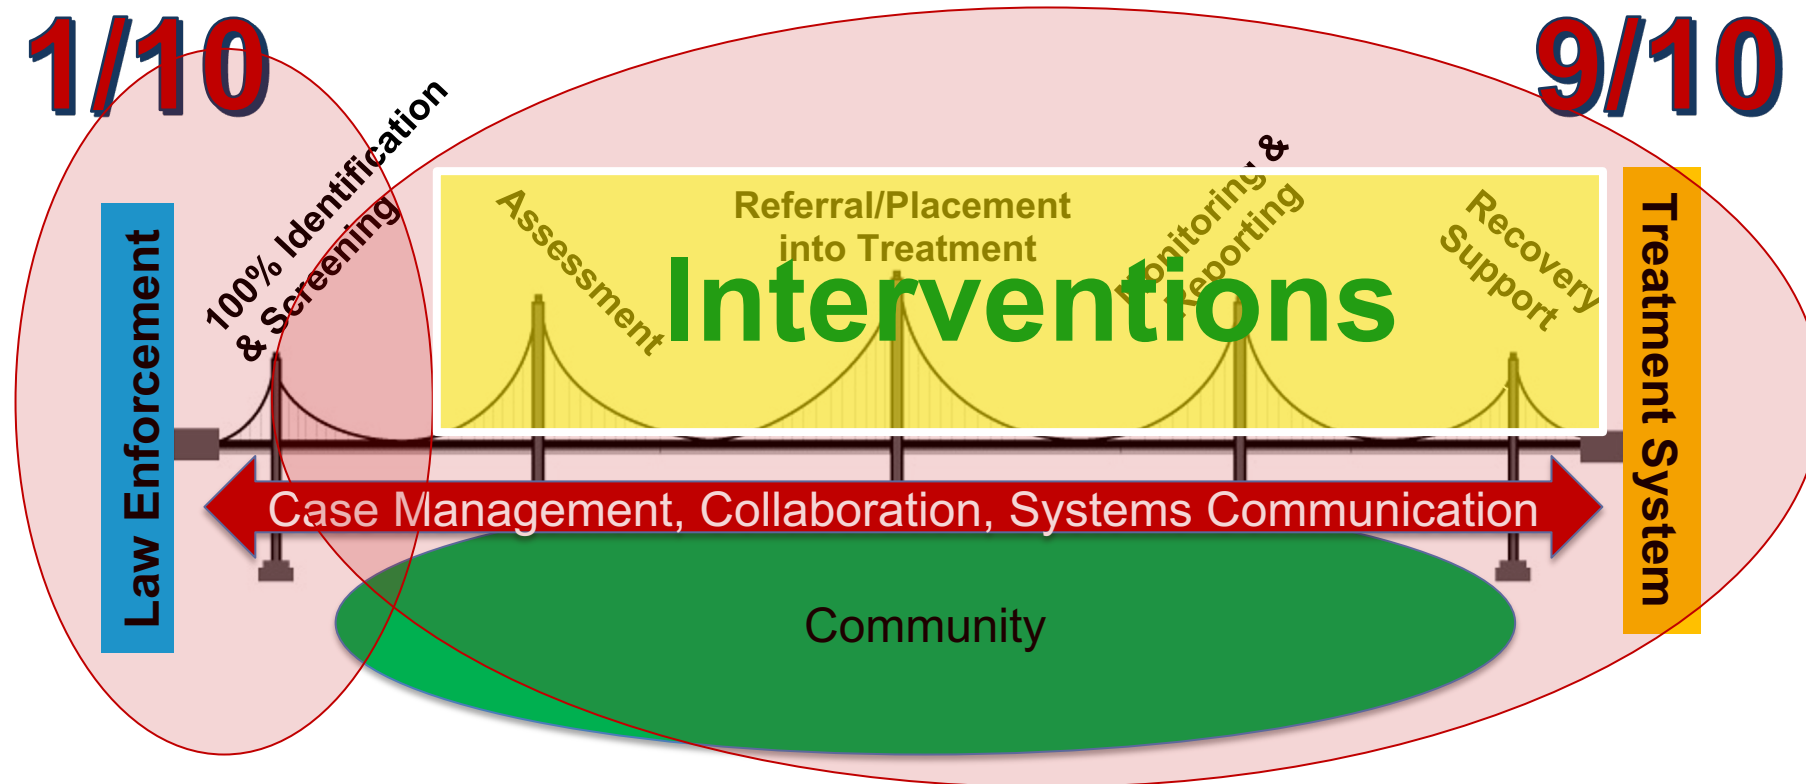 1/10
9/10
100% Identification
& Screening
Assessment
Referral/Placement
into Treatment
Monitoring &
Reporting
Recovery
Support
Interventions
Law Enforcement
Treatment System
Case Management, Collaboration, Systems Communication
Community